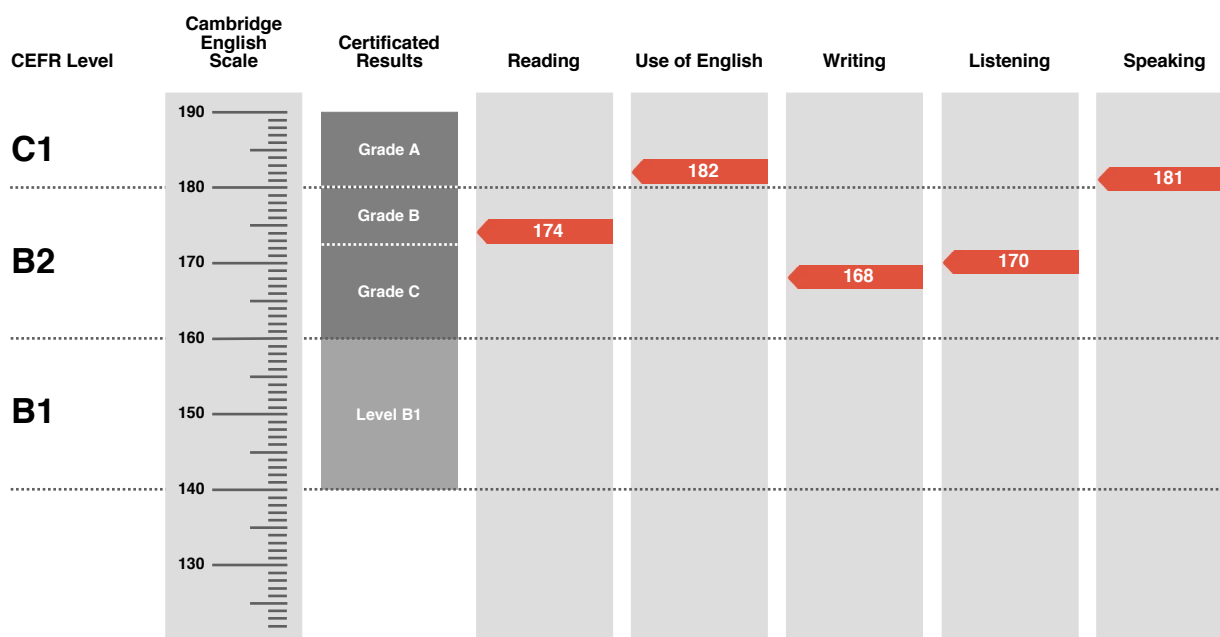 CEFR Level
Cambridge
English
Scale
Certificated
Results
Reading
Use of English
Writing
Listening
Speaking
190
C1
Grade A
182
181
180
Grade B
174
B2
170
170
168
Grade C
160
B1
150
Level B1
140
130